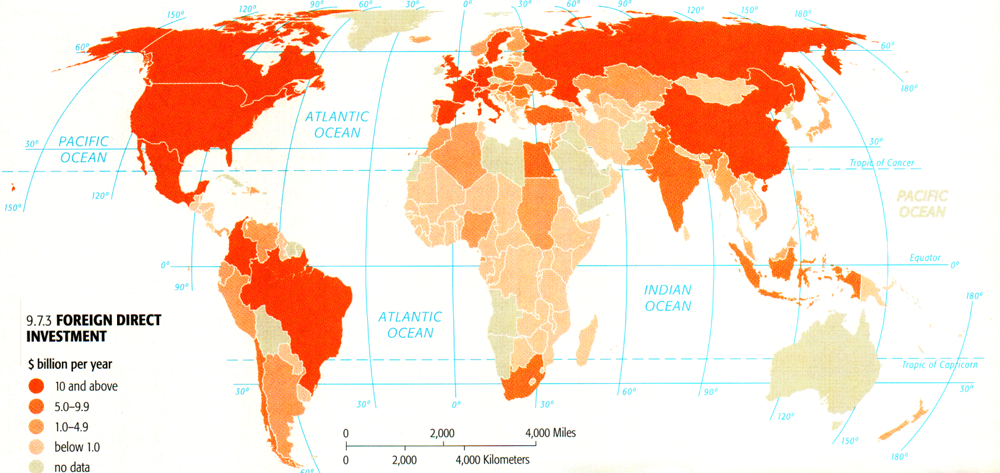 150°
120°
90°
60°
30°
0°
30°
60°
90°
120°
150°
180°
60°
60°
180°
ATLANTIC
OCEAN
PACIFIC
OCEAN
30°
30°
Tropic of Cancer
120°
150°
PACIFIC
OCEAN
Equator
0°
0°
90°
INDIAN
OCEAN
180°
ATLANTIC
OCEAN
9.7.3 FOREIGN DIRECT
INVESTMENT
$ billion per year
10 and above
5.0–9.9
1.0–4.9
below 1.0
no data
Tropic of Capricorn
30°
30°
60°
90°
30°
0°
30°
120°
150°
180°
0
2,000
4,000 Miles
0
2,000
4,000 Kilometers
60°